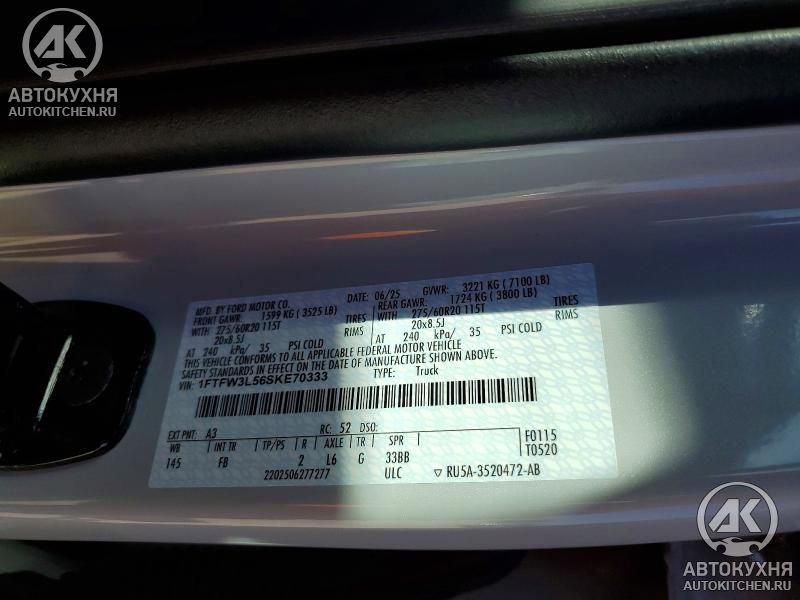 АК
АВТОКУХНЯ
AUTOKITCHEN.RU
MFD. BY FORD MOTOR CO.
DATE: 06/25 GVWR: 3221 KG ( 7100 LB)
FRONT GAWR: 1599 KG ( 3525 LB) REAR GAWR: 1724 KG ( 3800 LB)
WITH 275/60R20 115T TIRES WITH 275/60R20 115T TIRES
20x8.5J RIMS 20x8.5J RIMS
AT 240 kPa/ 35 PSI COLD AT 240 kPa/ 35 PSI COLD
THIS VEHICLE CONFORMS TO ALL APPLICABLE FEDERAL MOTOR VEHICLE
SAFETY STANDARDS IN EFFECT ON THE DATE OF MANUFACTURE SHOWN ABOVE.
VIN: 1FTFW3L56SKE70333 TYPE: Truck
EXT PNT: A3 RC: 52 DSO: F0115
WB INT TR TP/PS R AXLE TR SPR T0520
145 FB 2 L6 G 33BB
2202506277277 ULC ▽ RU5A-3520472-AB
АК
АВТОКУХНЯ
AUTOKITCHEN.RU